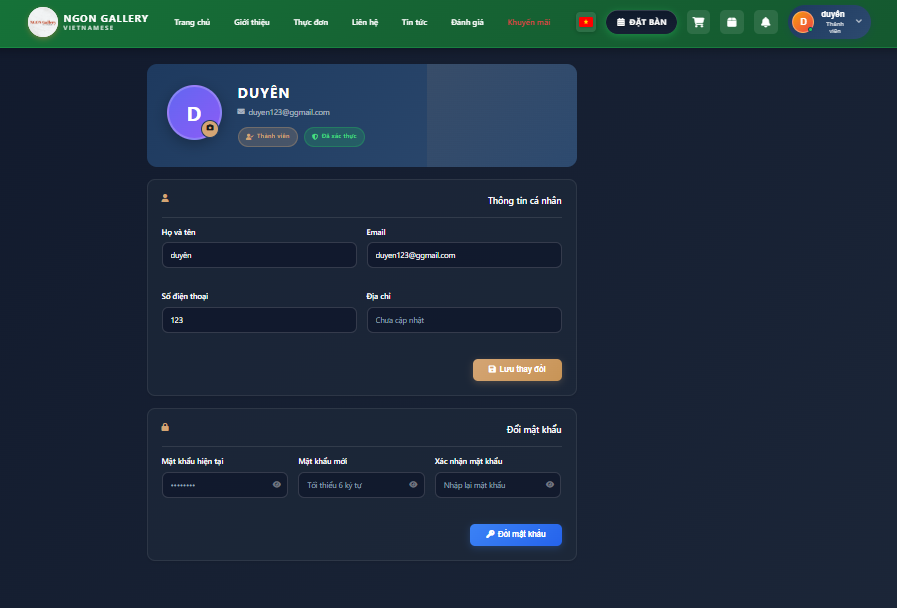 NGON GALLERY
VIETNAMESE
Trang chủ
Giới thiệu
Thực đơn
Liên hệ
Tin tức
Đánh giá
Khuyến mãi
ĐẶT BÀN
D
duyên
Thành viên
D
DUYÊN
duyen123@ggmail.com
Thành viên
Đã xác thực
Thông tin cá nhân
Họ và tên
Email
duyên
duyen123@ggmail.com
Số điện thoại
Địa chỉ
123
Chưa cập nhật
Lưu thay đổi
Đổi mật khẩu
Mật khẩu hiện tại
Mật khẩu mới
Xác nhận mật khẩu
••••••••
Tối thiểu 6 ký tự
Nhập lại mật khẩu
Đổi mật khẩu